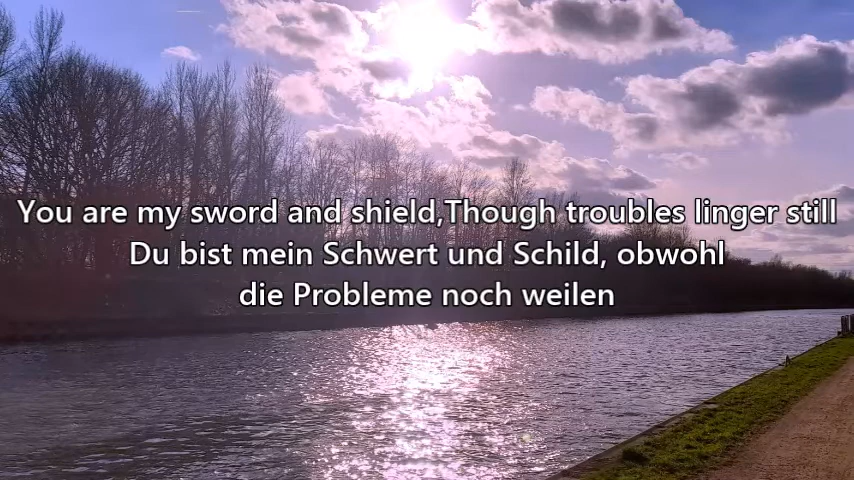 You are my sword and shield,Though troubles linger still
Du bist mein Schwert und Schild, obwohl
die Probleme noch weilen